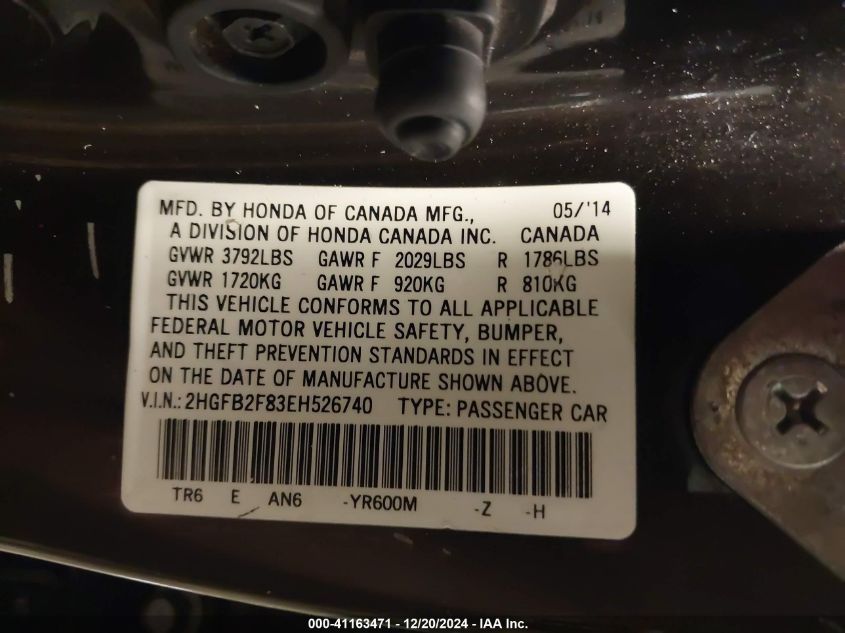 MFD. BY HONDA OF CANADA MFG., 05/'14
A DIVISION OF HONDA CANADA INC. CANADA
GVWR 3792LBS GAWR F 2029LBS R 1786LBS
GVWR 1720KG GAWR F 920KG R 810KG
THIS VEHICLE CONFORMS TO ALL APPLICABLE
FEDERAL MOTOR VEHICLE SAFETY, BUMPER,
AND THEFT PREVENTION STANDARDS IN EFFECT
ON THE DATE OF MANUFACTURE SHOWN ABOVE.
V.I.N.: 2HGFB2F83EH526740 TYPE: PASSENGER CAR
TR6 E AN6 -YR600M -Z -H
000-41163471 - 12/20/2024 - IAA Inc.